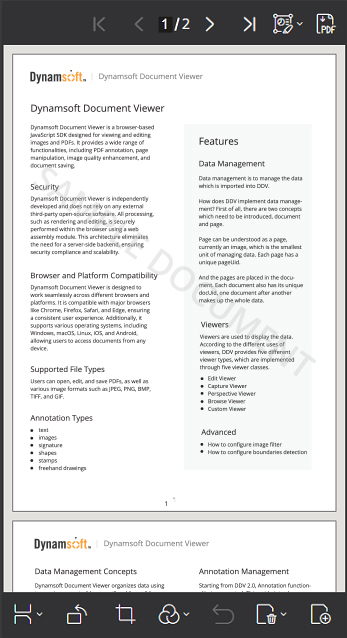 1 / 2
PDF
Dynamsoft | Dynamsoft Document Viewer
Dynamsoft Document Viewer
Dynamsoft Document Viewer is a browser-based
JavaScript SDK designed for viewing and editing
images and PDFs. It provides a wide range of
functionalities, including PDF annotation, page
manipulation, image quality enhancement, and
document saving.
Security
Dynamsoft Document Viewer is independently
developed and does not rely on any external
third-party open-source software. All processing,
such as rendering and editing, is securely
performed within the browser using a web
assembly module. This architecture eliminates
the need for a server-side backend, ensuring
security compliance and scalability.
Browser and Platform Compatibility
Dynamsoft Document Viewer is designed to
work seamlessly across different browsers and
platforms. It is compatible with major browsers
like Chrome, Firefox, Safari, and Edge, ensuring
a consistent user experience. Additionally, it
supports various operating systems, including
Windows, macOS, Linux, iOS, and Android,
allowing users to access documents from any
device.
Supported File Types
Users can open, edit, and save PDFs, as well as
various image formats such as JPEG, PNG, BMP,
TIFF, and GIF.
Annotation Types
• text
• images
• signature
• shapes
• stamps
• freehand drawings
Features
Data Management
Data management is to manage the data
which is imported into DDV.
How does DDV implement data manage-
ment? First of all, there are two concepts
which need to be introduced, document
and page.
Page can be understood as a page,
currently an image, which is the smallest
unit of managing data. Each page has a
unique pageUid.
And the pages are placed in the docu-
ment. Each document also has its unique
docUid, one document after another
makes up the whole data.
Viewers
Viewers are used to display the data.
According to the different uses of
viewers, DDV provides five different
viewer types, which are implemented
through five viewer classes.
• Edit Viewer
• Capture Viewer
• Perspective Viewer
• Browse Viewer
• Custom Viewer
Advanced
• How to configure image filter
• How to configure boundaries detection
SAMPLE DOCUMENT
1
Dynamsoft | Dynamsoft Document Viewer
Data Management Concepts
Dynamsoft Document Viewer organizes data using
Annotation Management
Starting from DDV 2.0, Annotation function-